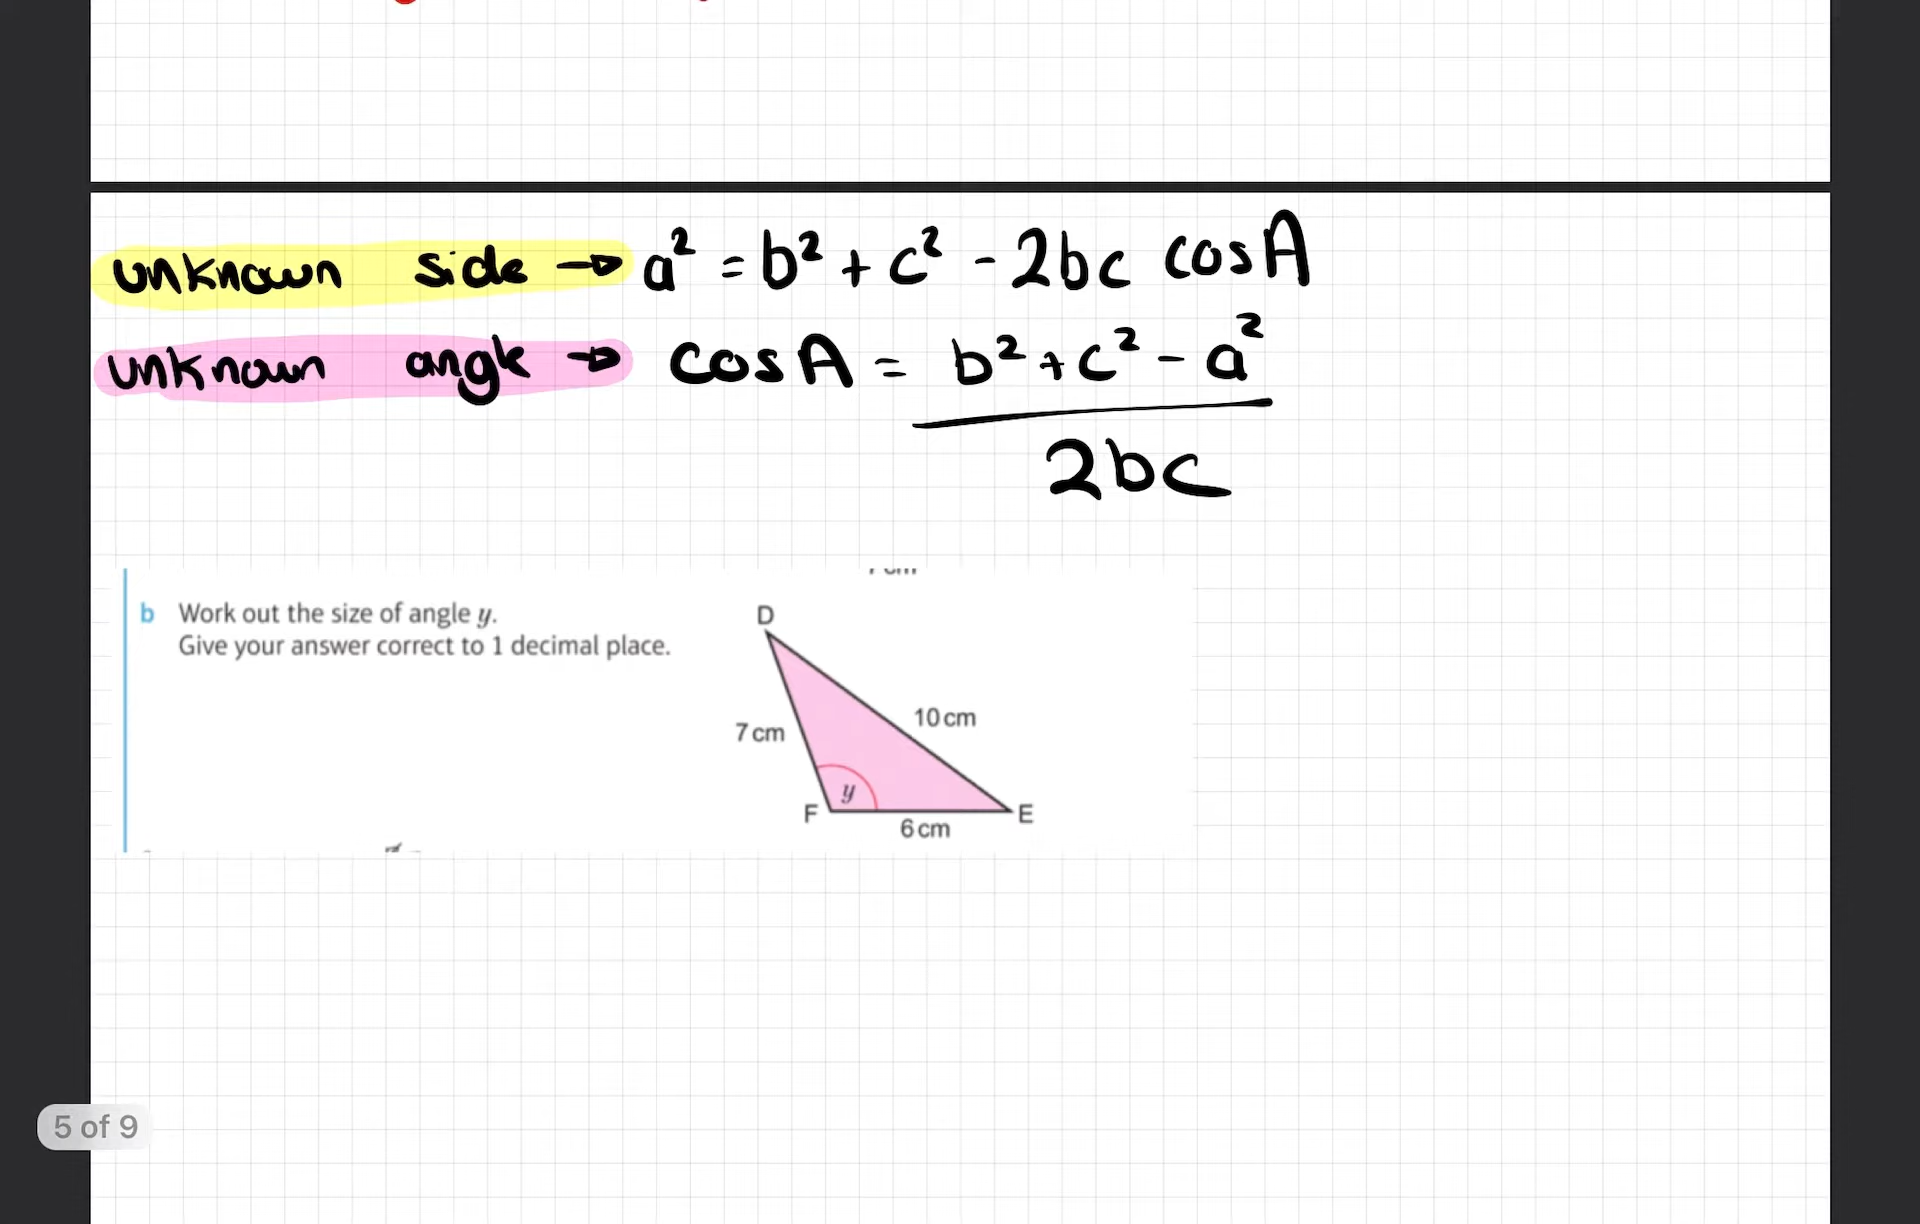 unknown side → a² = b² + c² - 2bc cosA
unknown angle → cosA = b² + c² - a²
2bc
b Work out the size of angle y.
Give your answer correct to 1 decimal place.
D
10 cm
7 cm
y
F
E
6 cm
5 of 9